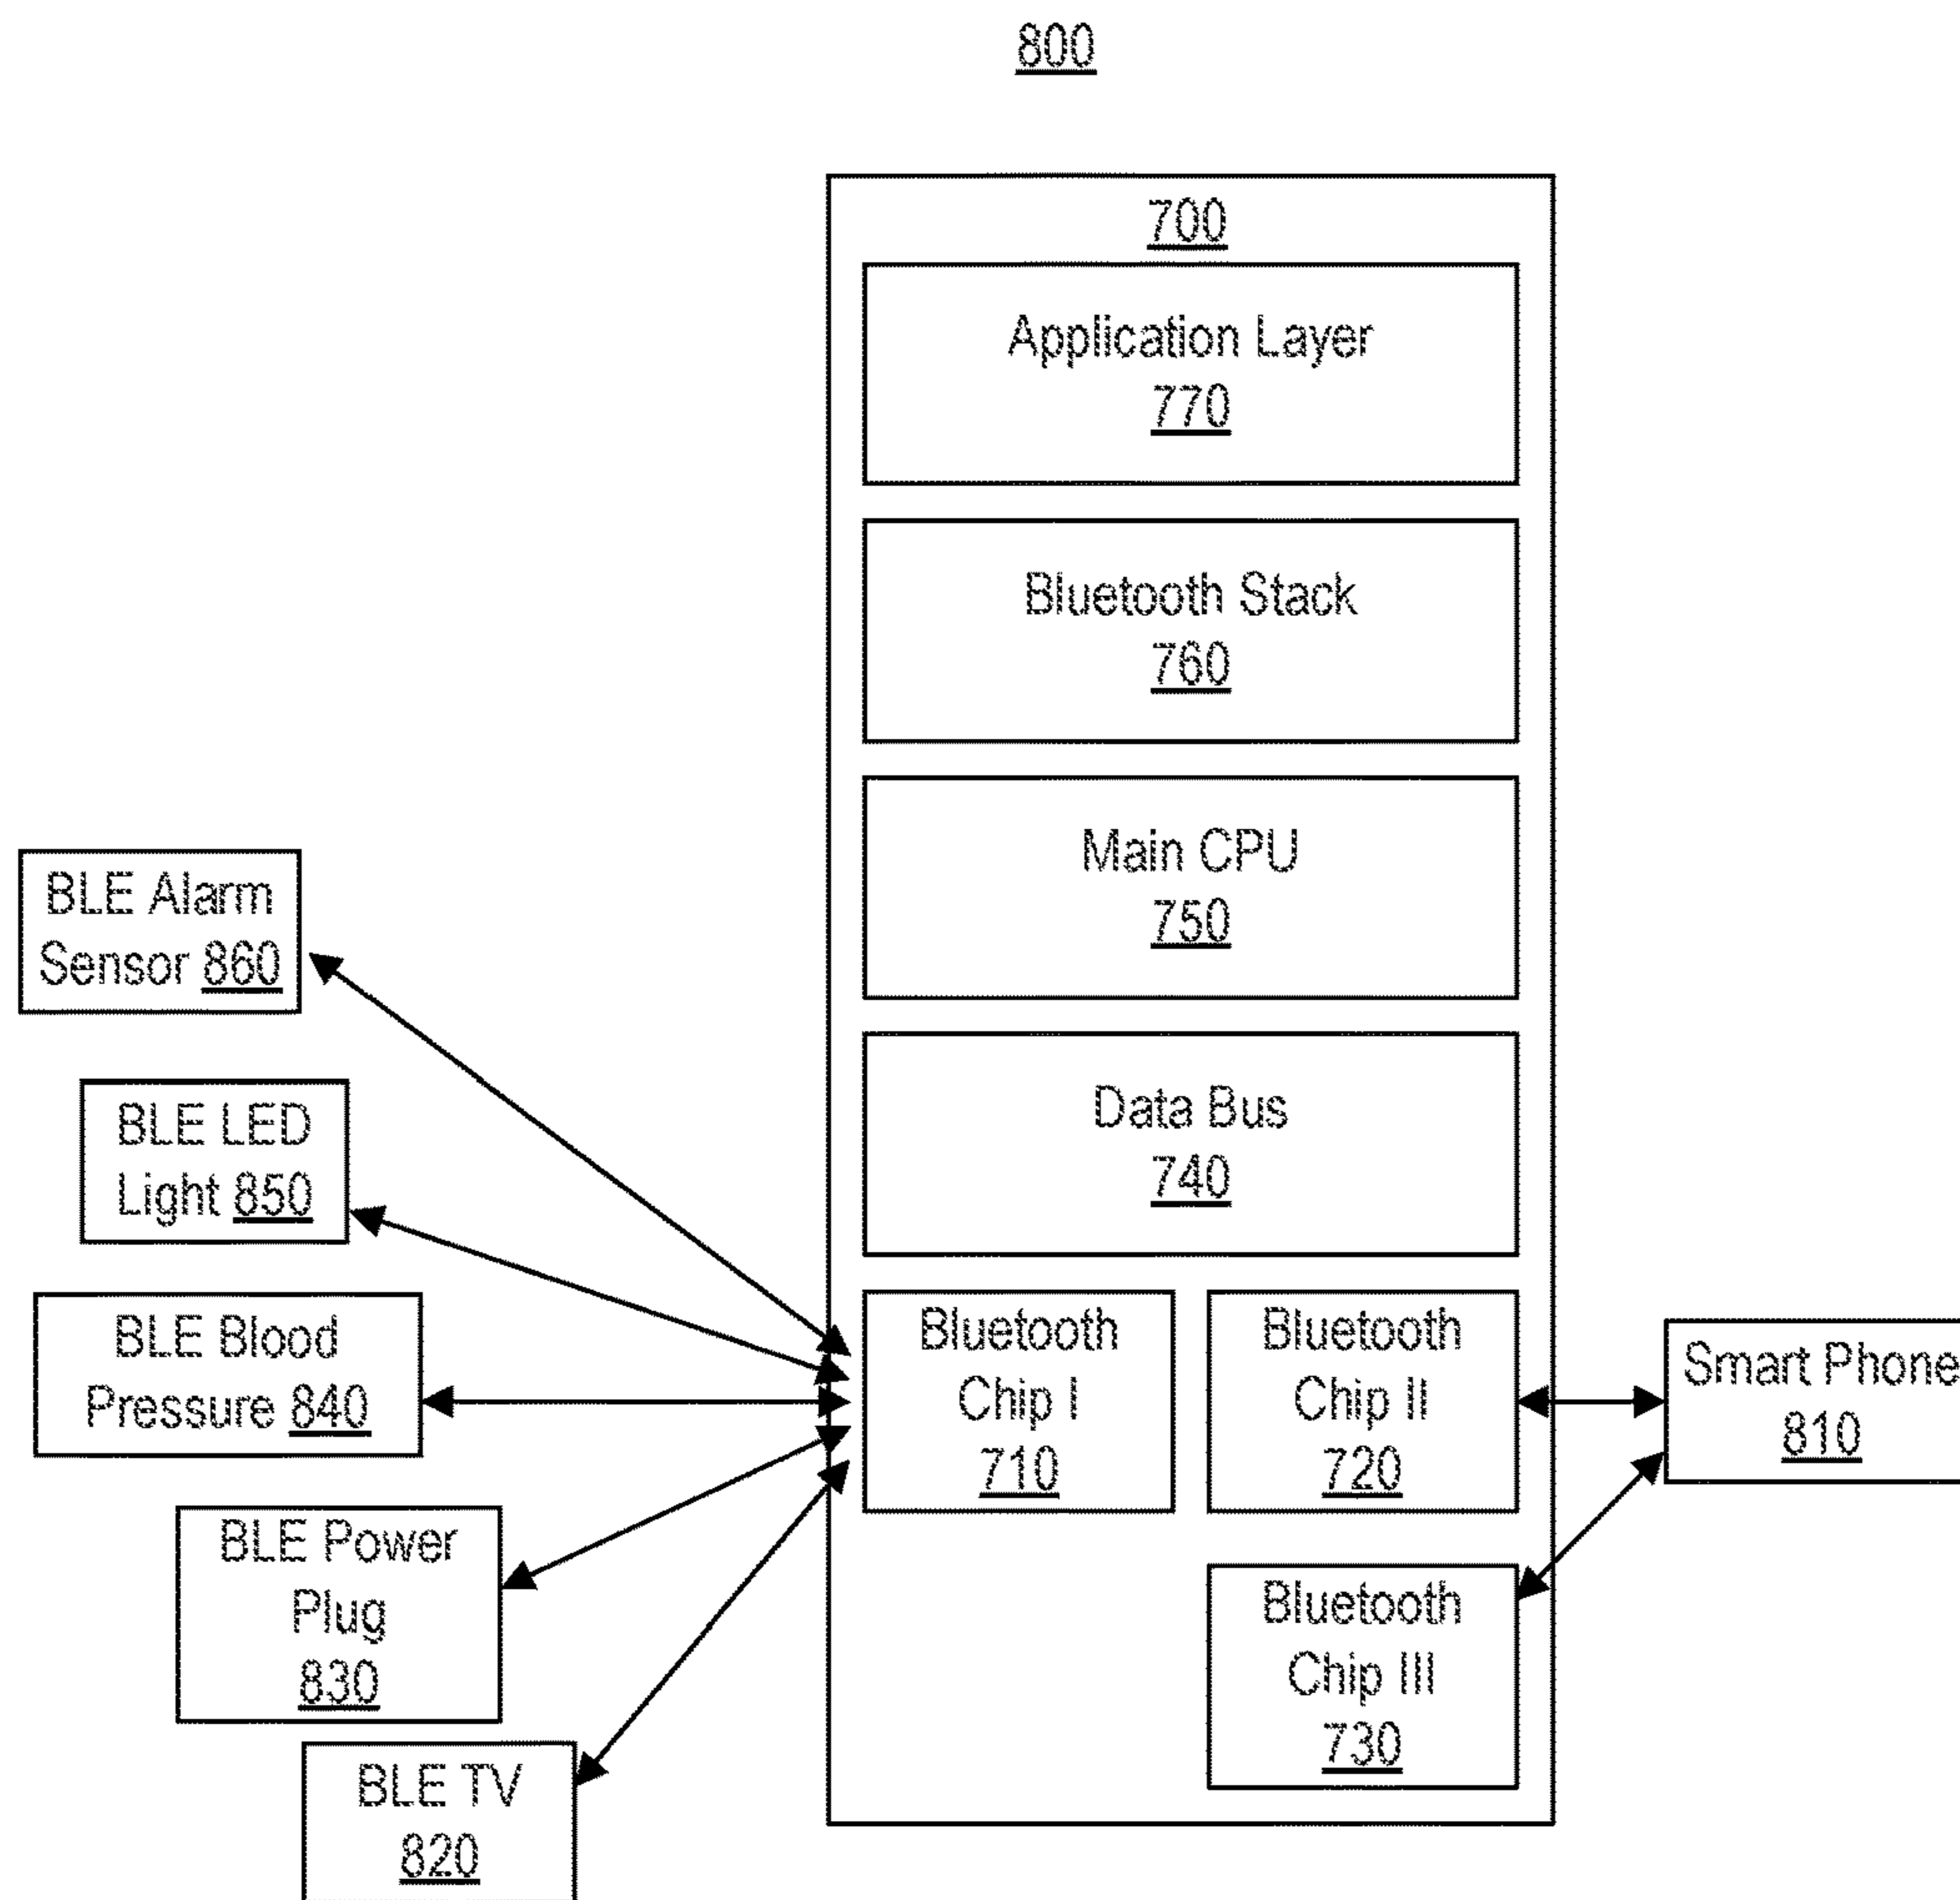 800
700
Application Layer
770
Bluetooth Stack
760
Main CPU
750
Data Bus
740
BLE Alarm
Sensor 860
BLE LED
Light 850
BLE Blood
Pressure 840
BLE Power
Plug
830
BLE TV
820
Bluetooth
Chip I
710
Bluetooth
Chip II
720
Bluetooth
Chip III
730
Smart Phone
810